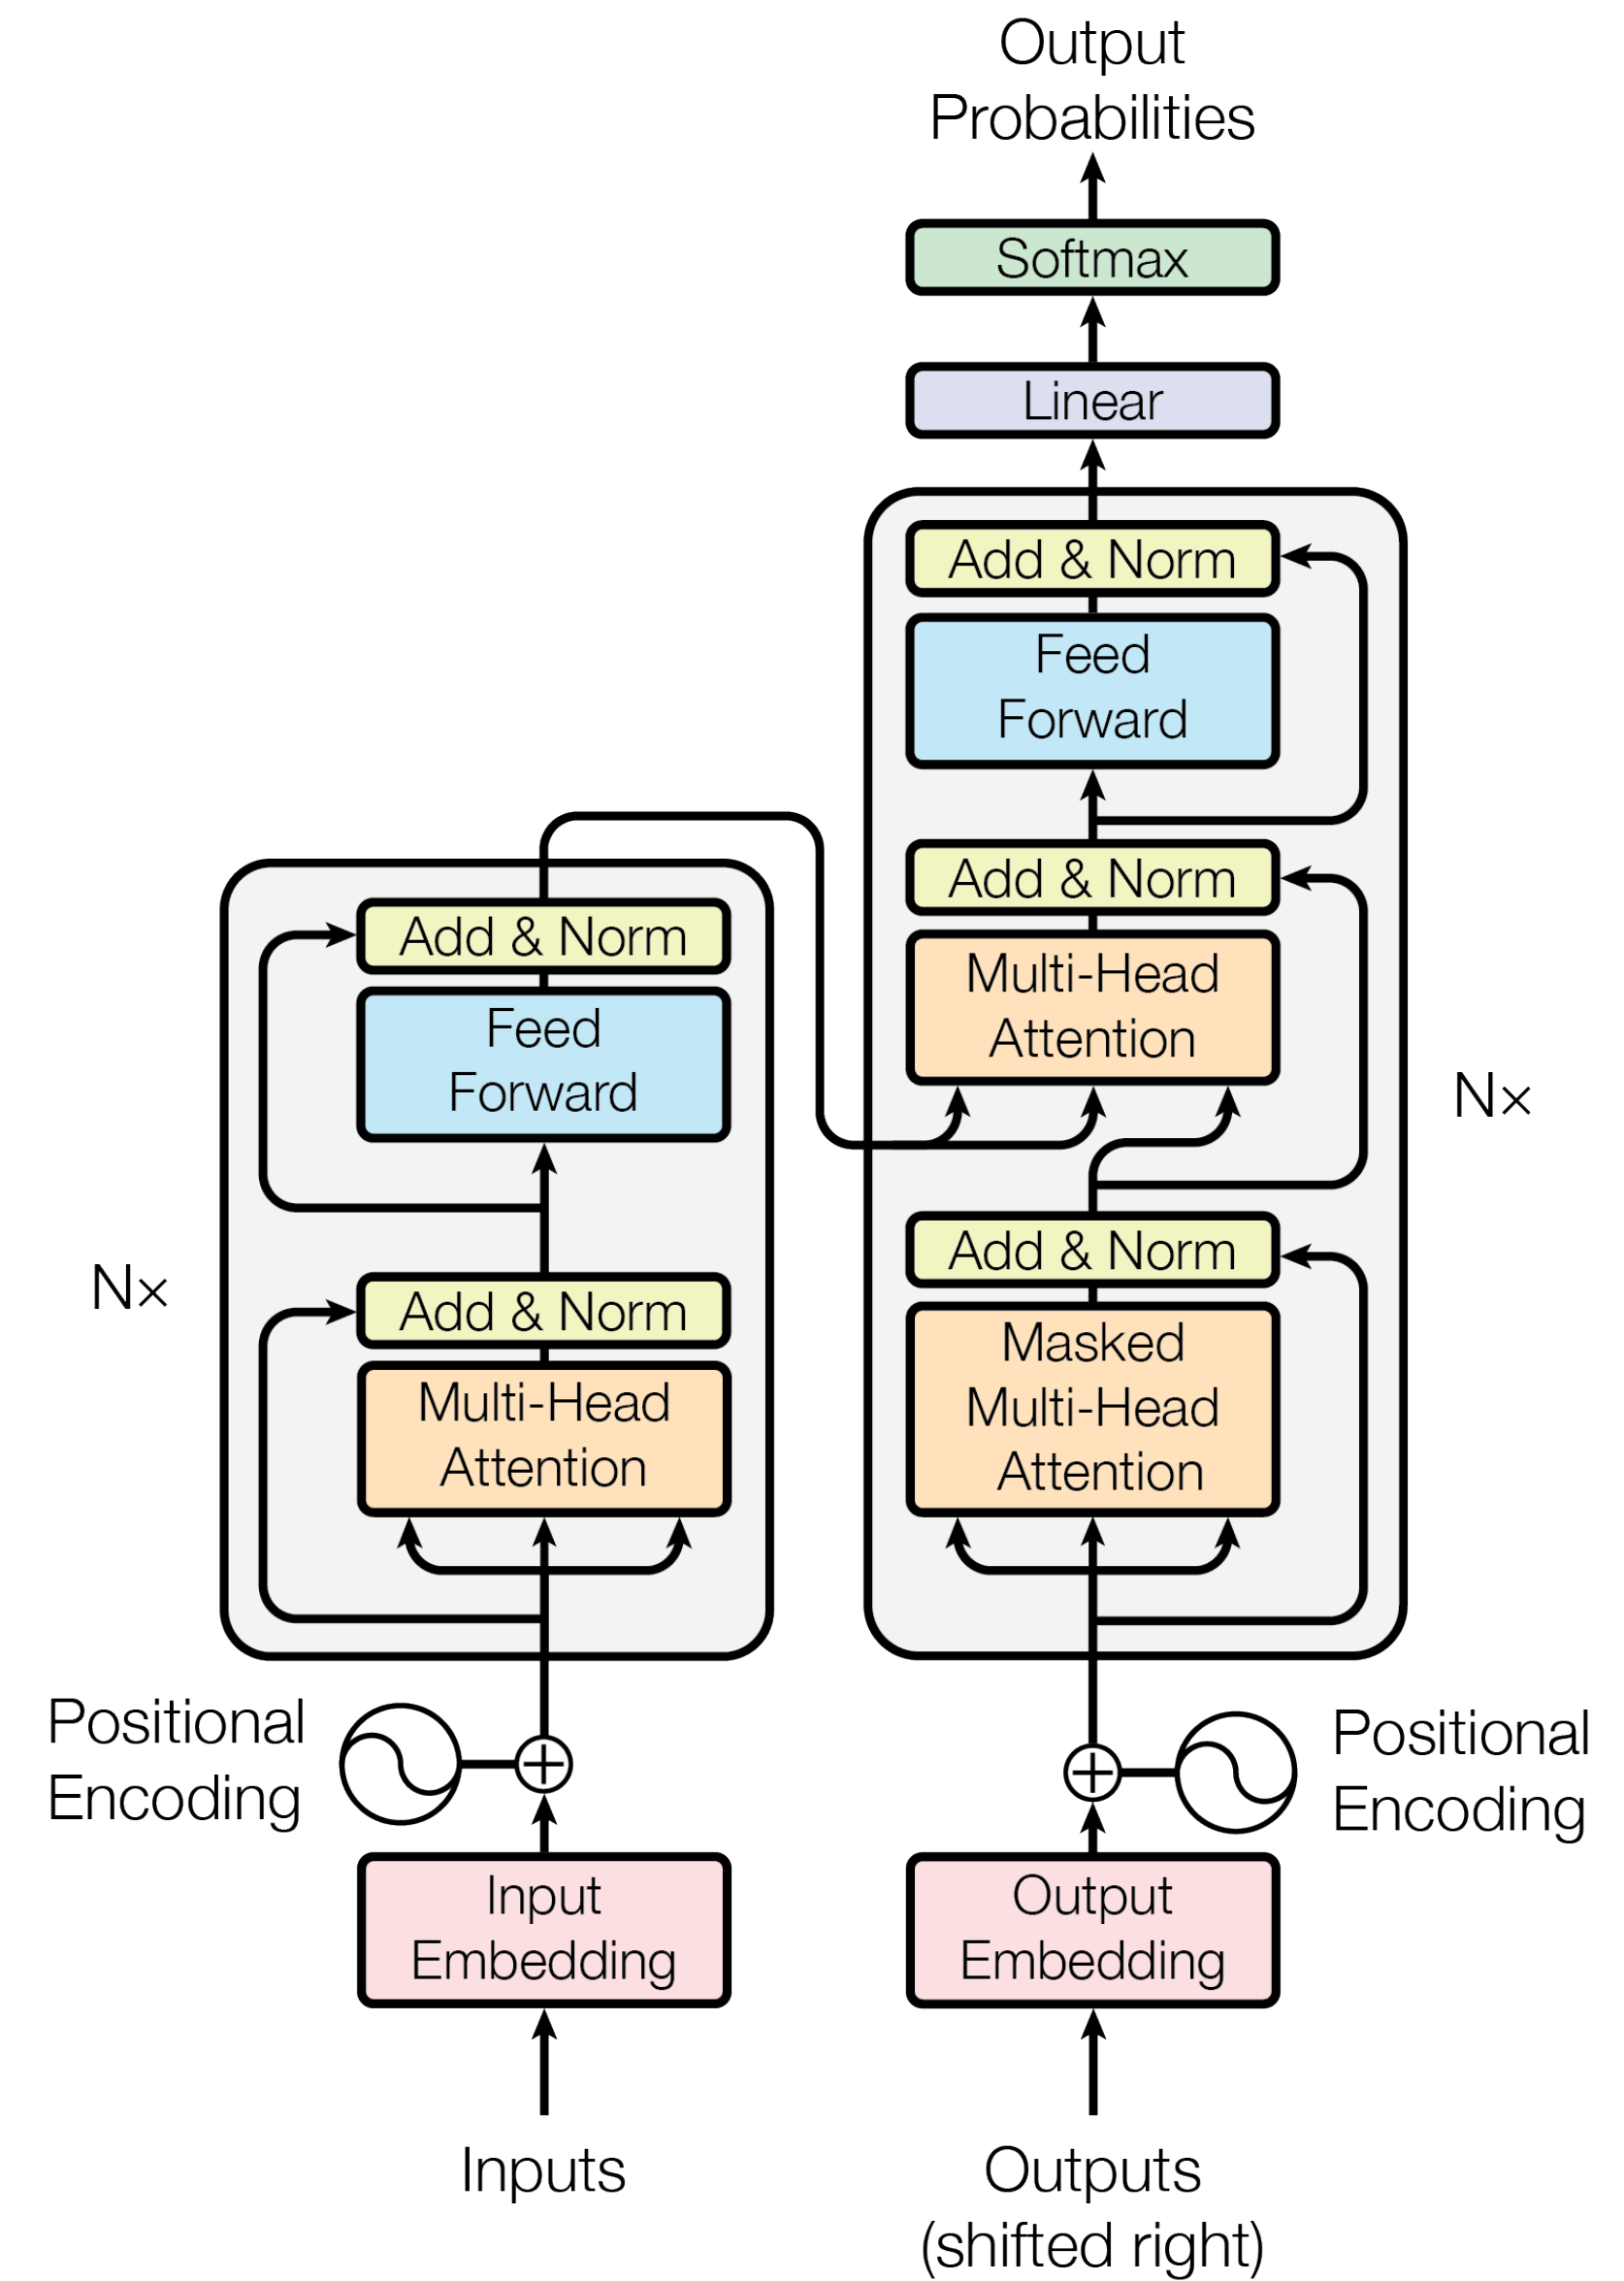 Output
Probabilities
Softmax
Linear
Add & Norm
Feed
Forward
Add & Norm
Multi-Head
Attention
Add & Norm
Masked
Multi-Head
Attention
N×
Add & Norm
Feed
Forward
Add & Norm
Multi-Head
Attention
N×
Positional
Encoding
Input
Embedding
Inputs
Positional
Encoding
Output
Embedding
Outputs
(shifted right)